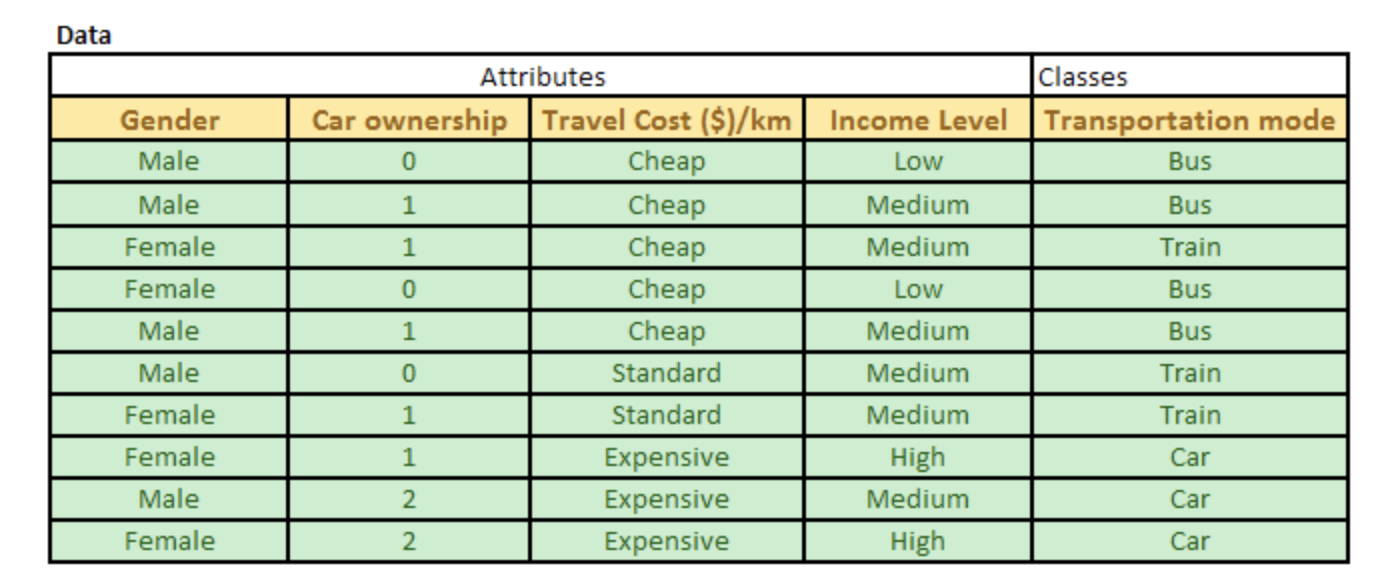 Data
Attributes Classes
Gender Car ownership Travel Cost ($)/km Income Level Transportation mode
Male 0 Cheap Low Bus
Male 1 Cheap Medium Bus
Female 1 Cheap Medium Train
Female 0 Cheap Low Bus
Male 1 Cheap Medium Bus
Male 0 Standard Medium Train
Female 1 Standard Medium Train
Female 1 Expensive High Car
Male 2 Expensive Medium Car
Female 2 Expensive High Car